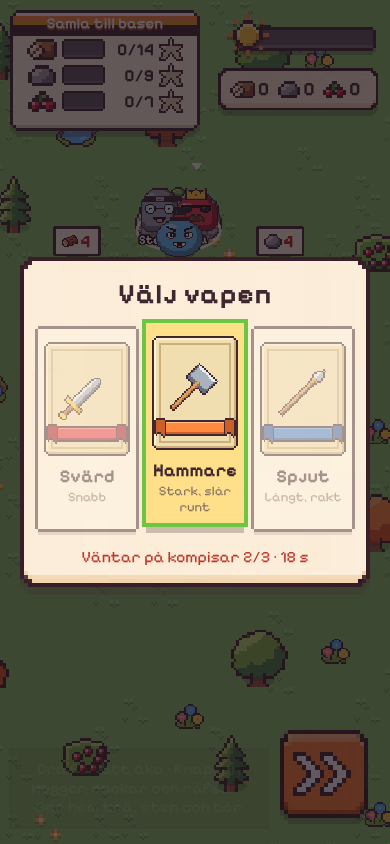 Samla till basen
0/14
0/9
0/7
0 0 0
4 4
Välj vapen
Svärd
Snabb
Hammare
Stark, slår
runt
Spjut
Långt, rakt
Väntar på kompisar 2/3 · 18 s